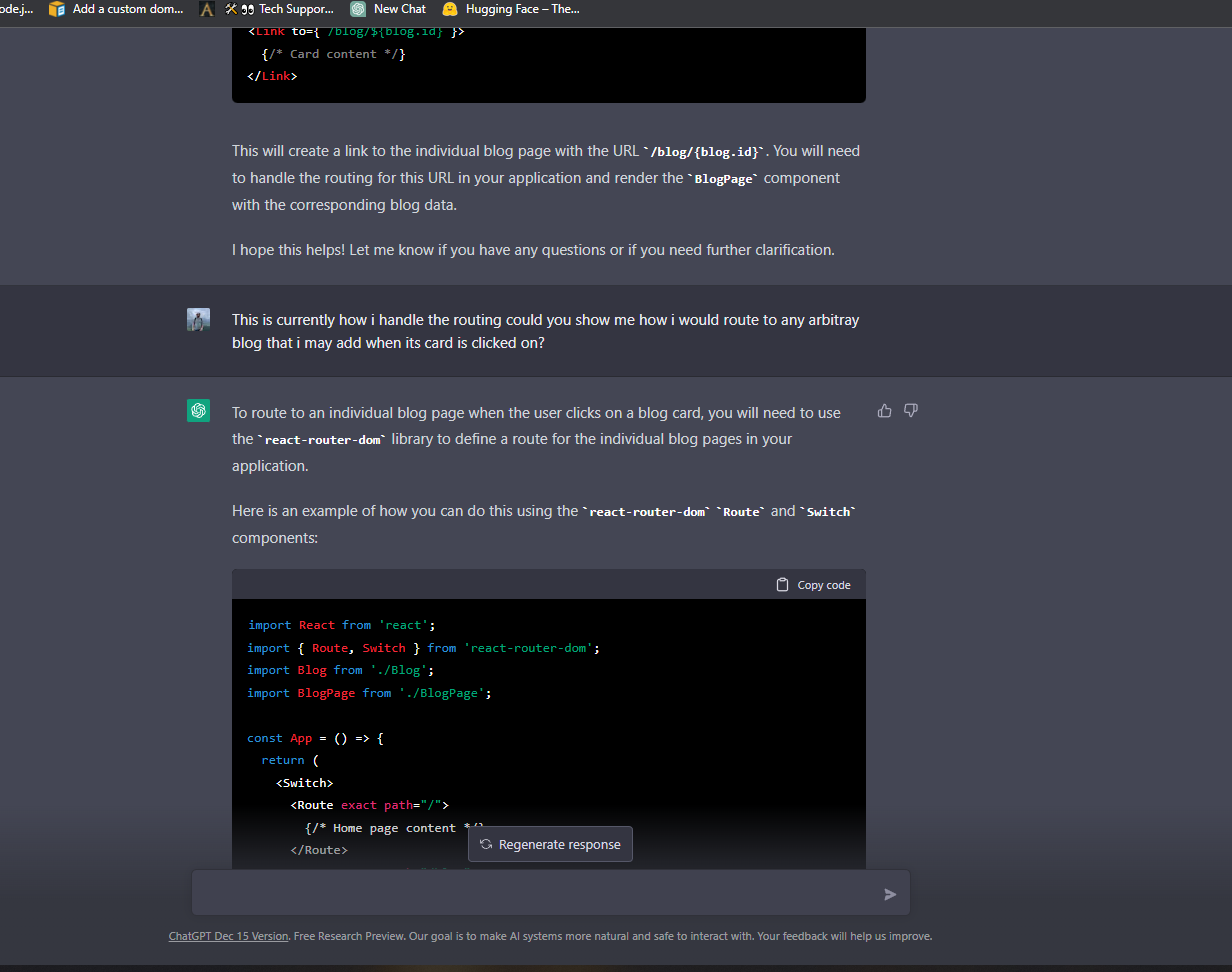 ode.j...
Add a custom dom...
Tech Suppor...
New Chat
Hugging Face – The...
<Link to={`/blog/${blog.id}`}>
{/* Card content */}
</Link>
This will create a link to the individual blog page with the URL `/blog/{blog.id}`. You will need
to handle the routing for this URL in your application and render the `BlogPage` component
with the corresponding blog data.
I hope this helps! Let me know if you have any questions or if you need further clarification.
This is currently how i handle the routing could you show me how i would route to any arbitray
blog that i may add when its card is clicked on?
To route to an individual blog page when the user clicks on a blog card, you will need to use
the `react-router-dom` library to define a route for the individual blog pages in your
application.
Here is an example of how you can do this using the `react-router-dom` `Route` and `Switch`
components:
Copy code
import React from 'react';
import { Route, Switch } from 'react-router-dom';
import Blog from './Blog';
import BlogPage from './BlogPage';
const App = () => {
return (
<Switch>
<Route exact path="/">
{/* Home page content */}
</Route>
Regenerate response
ChatGPT Dec 15 Version. Free Research Preview. Our goal is to make AI systems more natural and safe to interact with. Your feedback will help us improve.